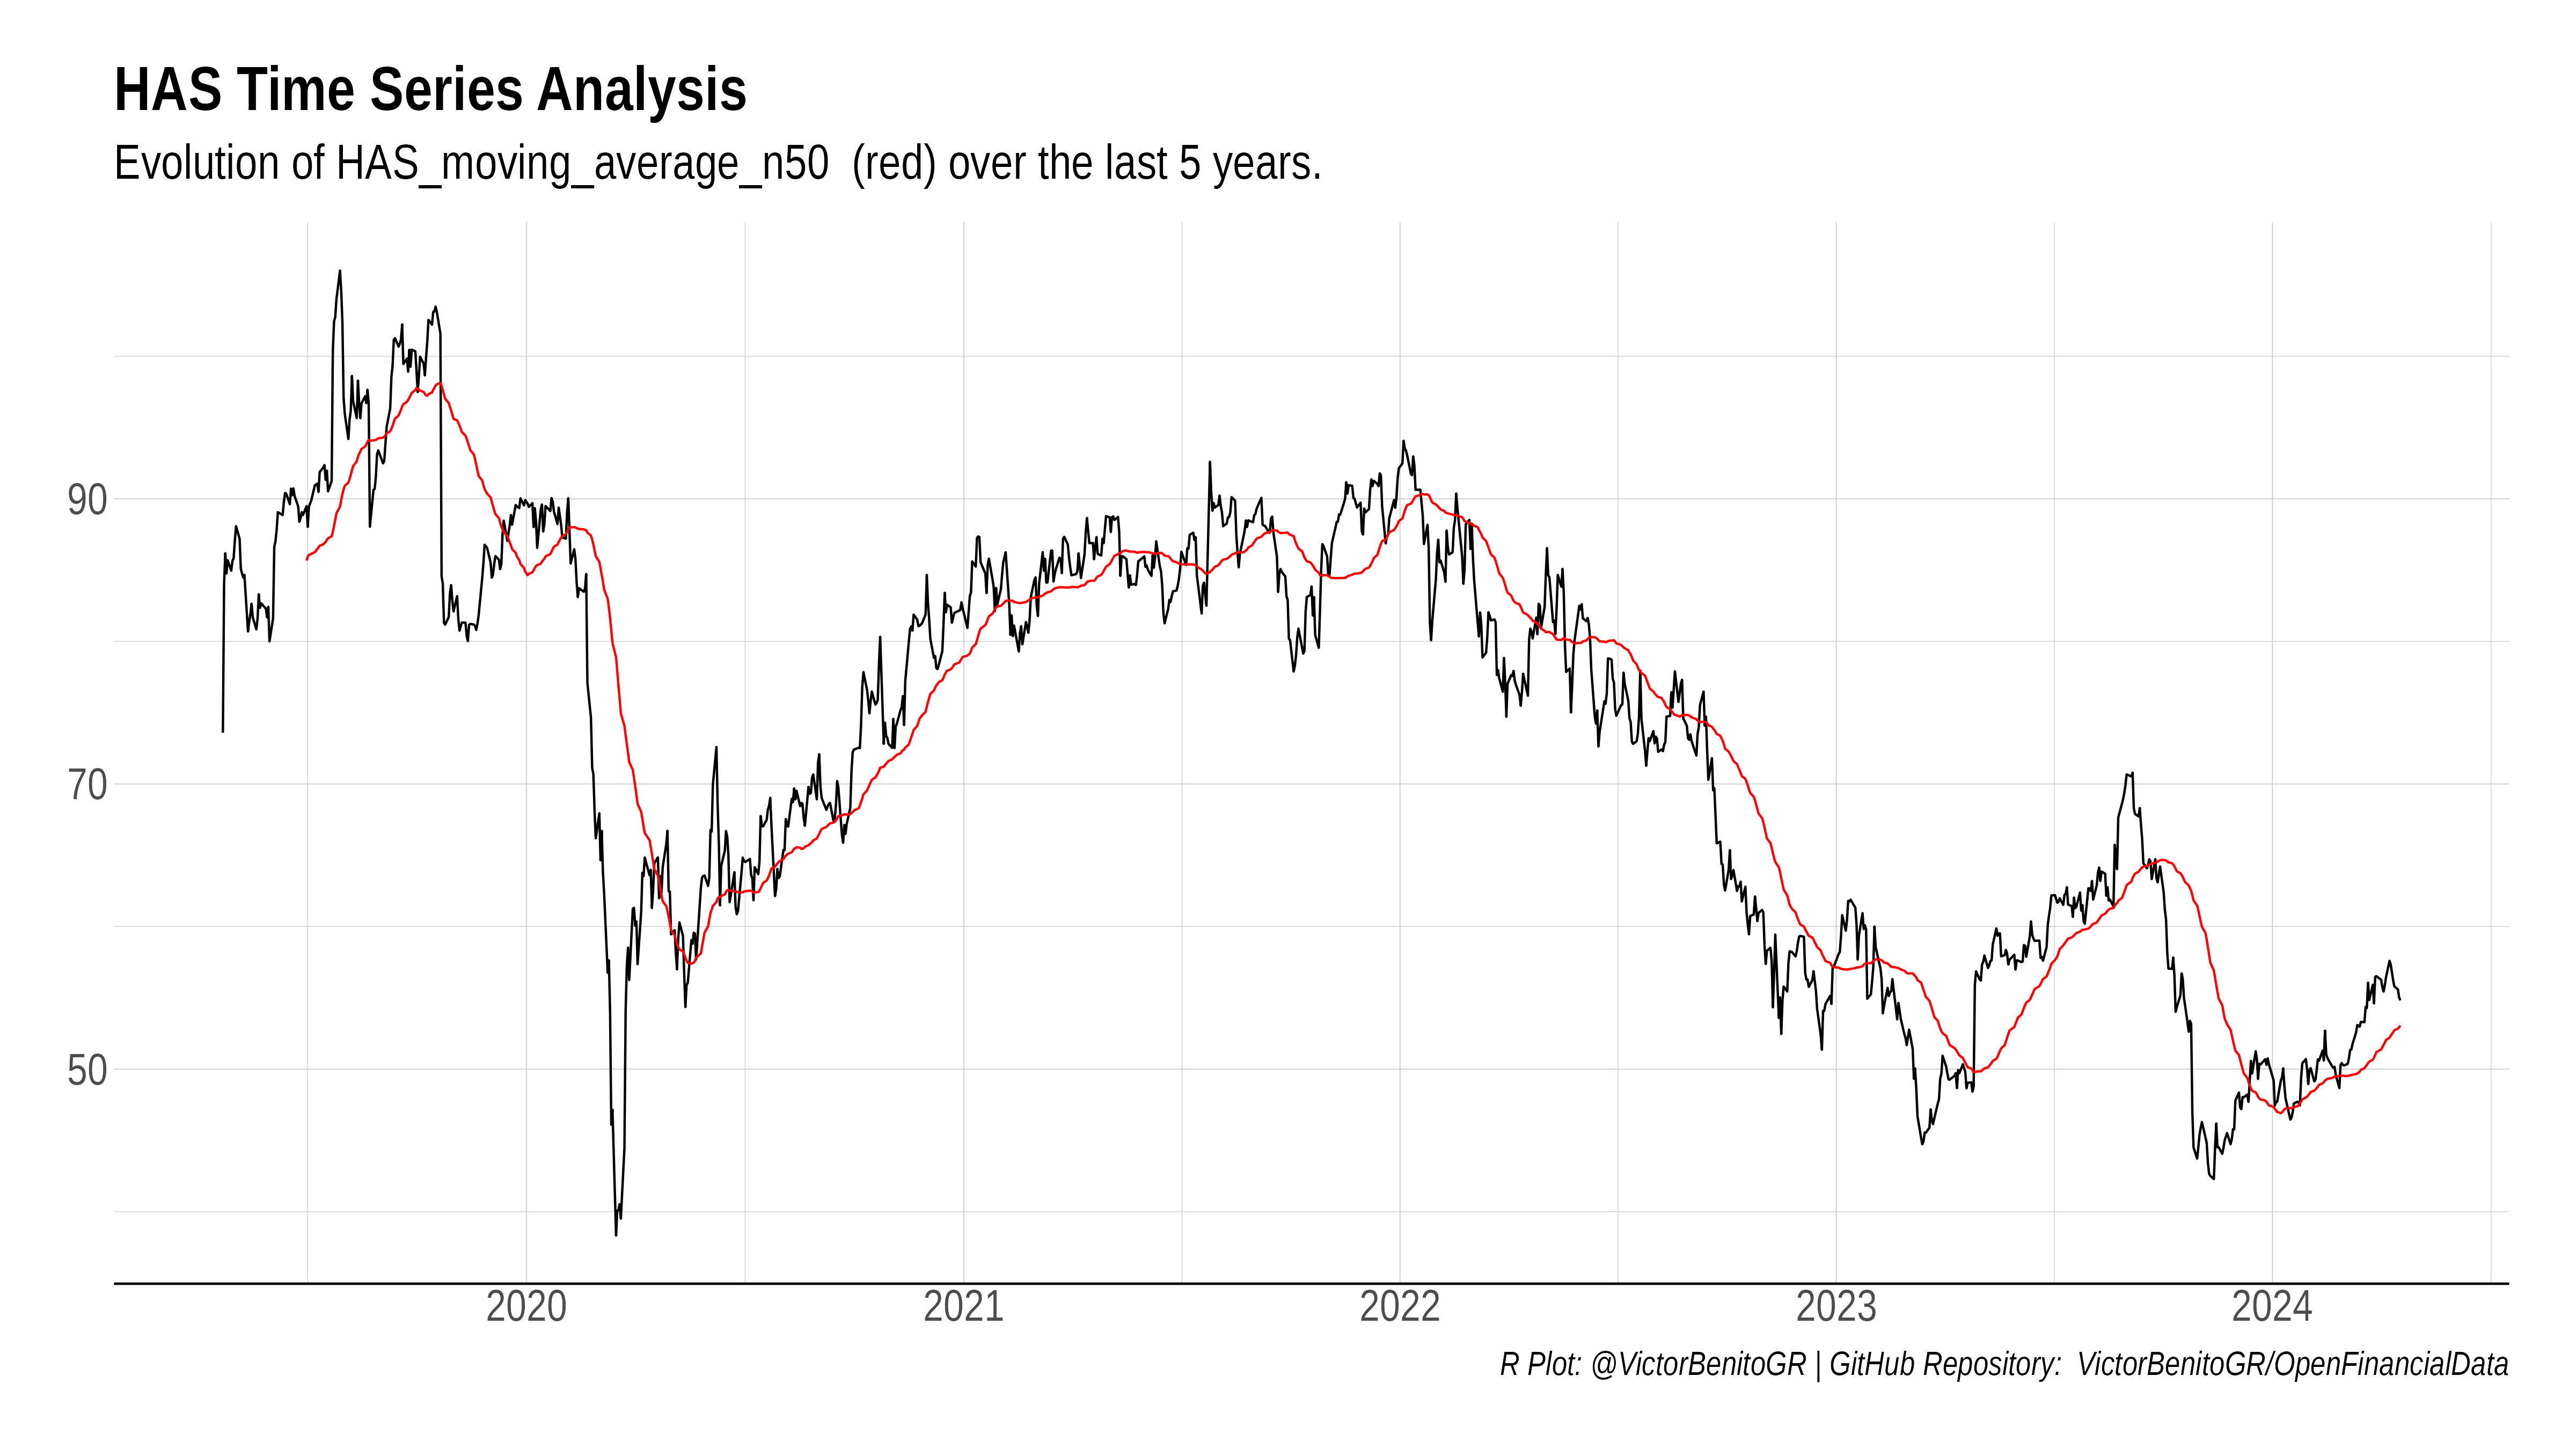 HAS Time Series Analysis
Evolution of HAS_moving_average_n50  (red) over the last 5 years.
90
70
50
2020 2021 2022 2023 2024
R Plot: @VictorBenitoGR | GitHub Repository:  VictorBenitoGR/OpenFinancialData